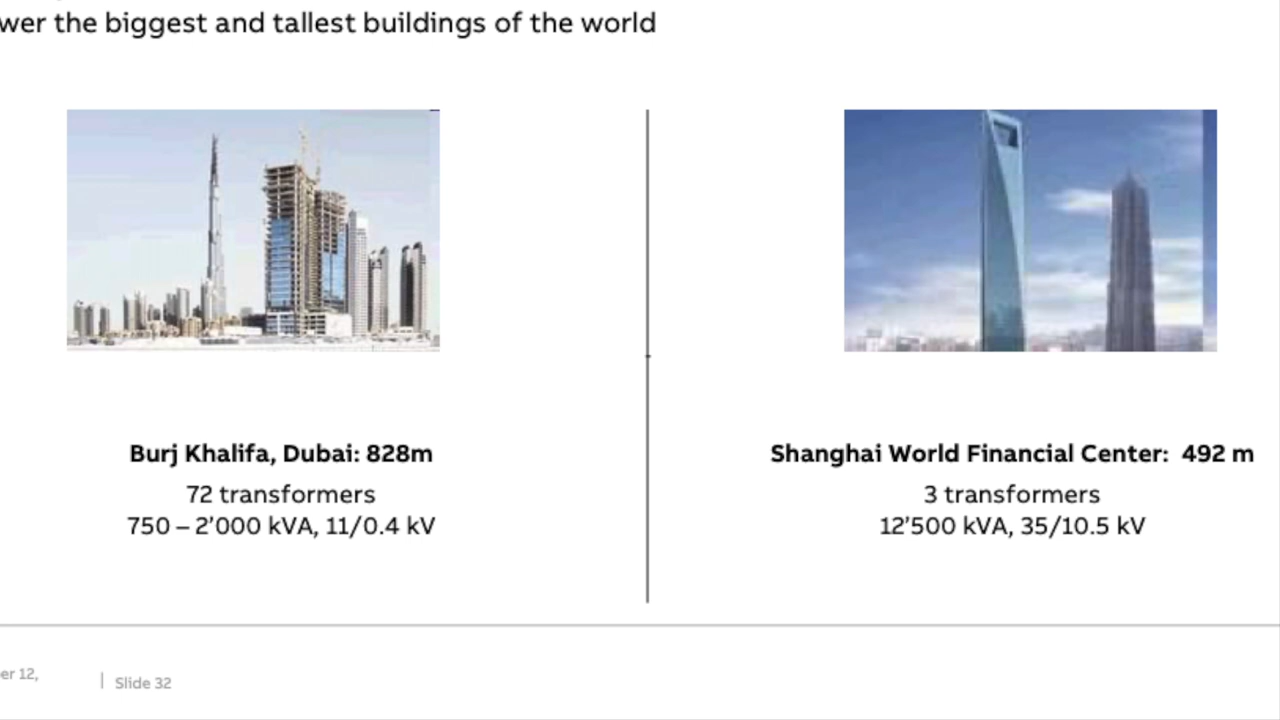 the biggest and tallest buildings of the world
Burj Khalifa, Dubai: 828m
72 transformers
750 – 2’000 kVA, 11/0.4 kV
Shanghai World Financial Center:  492 m
3 transformers
12’500 kVA, 35/10.5 kV
12,
Slide 32